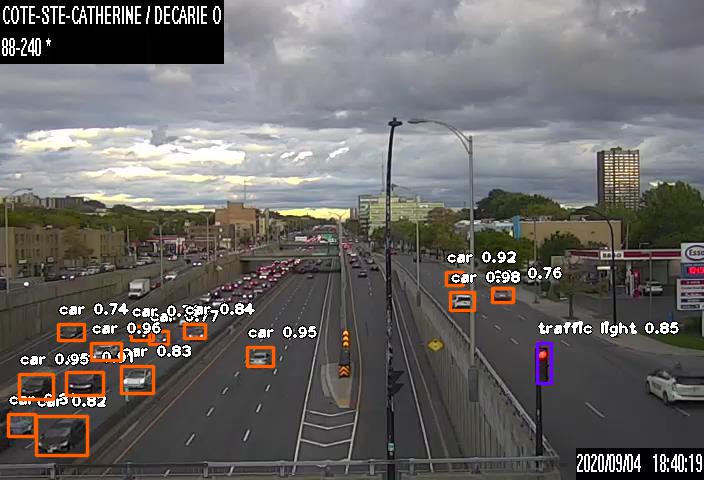 COTE-STE-CATHERINE / DECARIE O
88-240 *
car 0.92
car 0.98
0.76
car 0.74
0.84
car 0.96
car 0.95
traffic light 0.85
car 0.95
car 0.83
car 0.82
Esso
2020/09/04 18:40:19